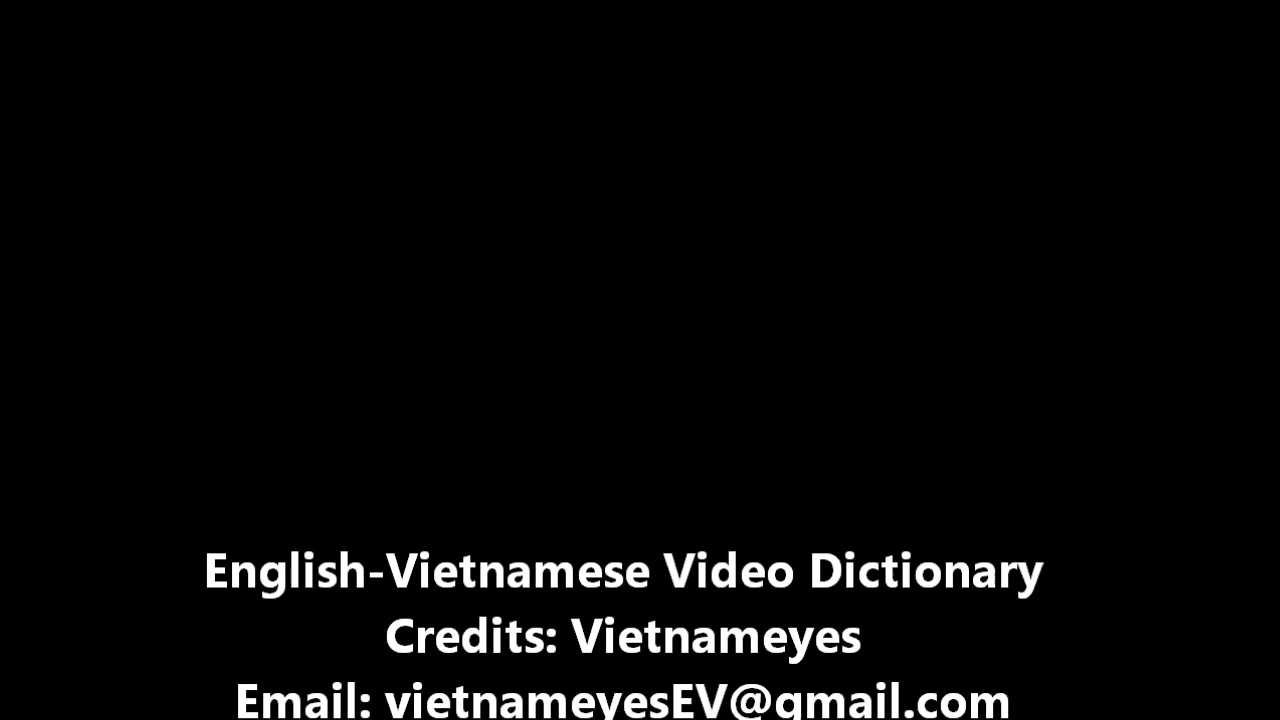 English-Vietnamese Video Dictionary
Credits: Vietnameyes
Email: vietnameyesEV@gmail.com